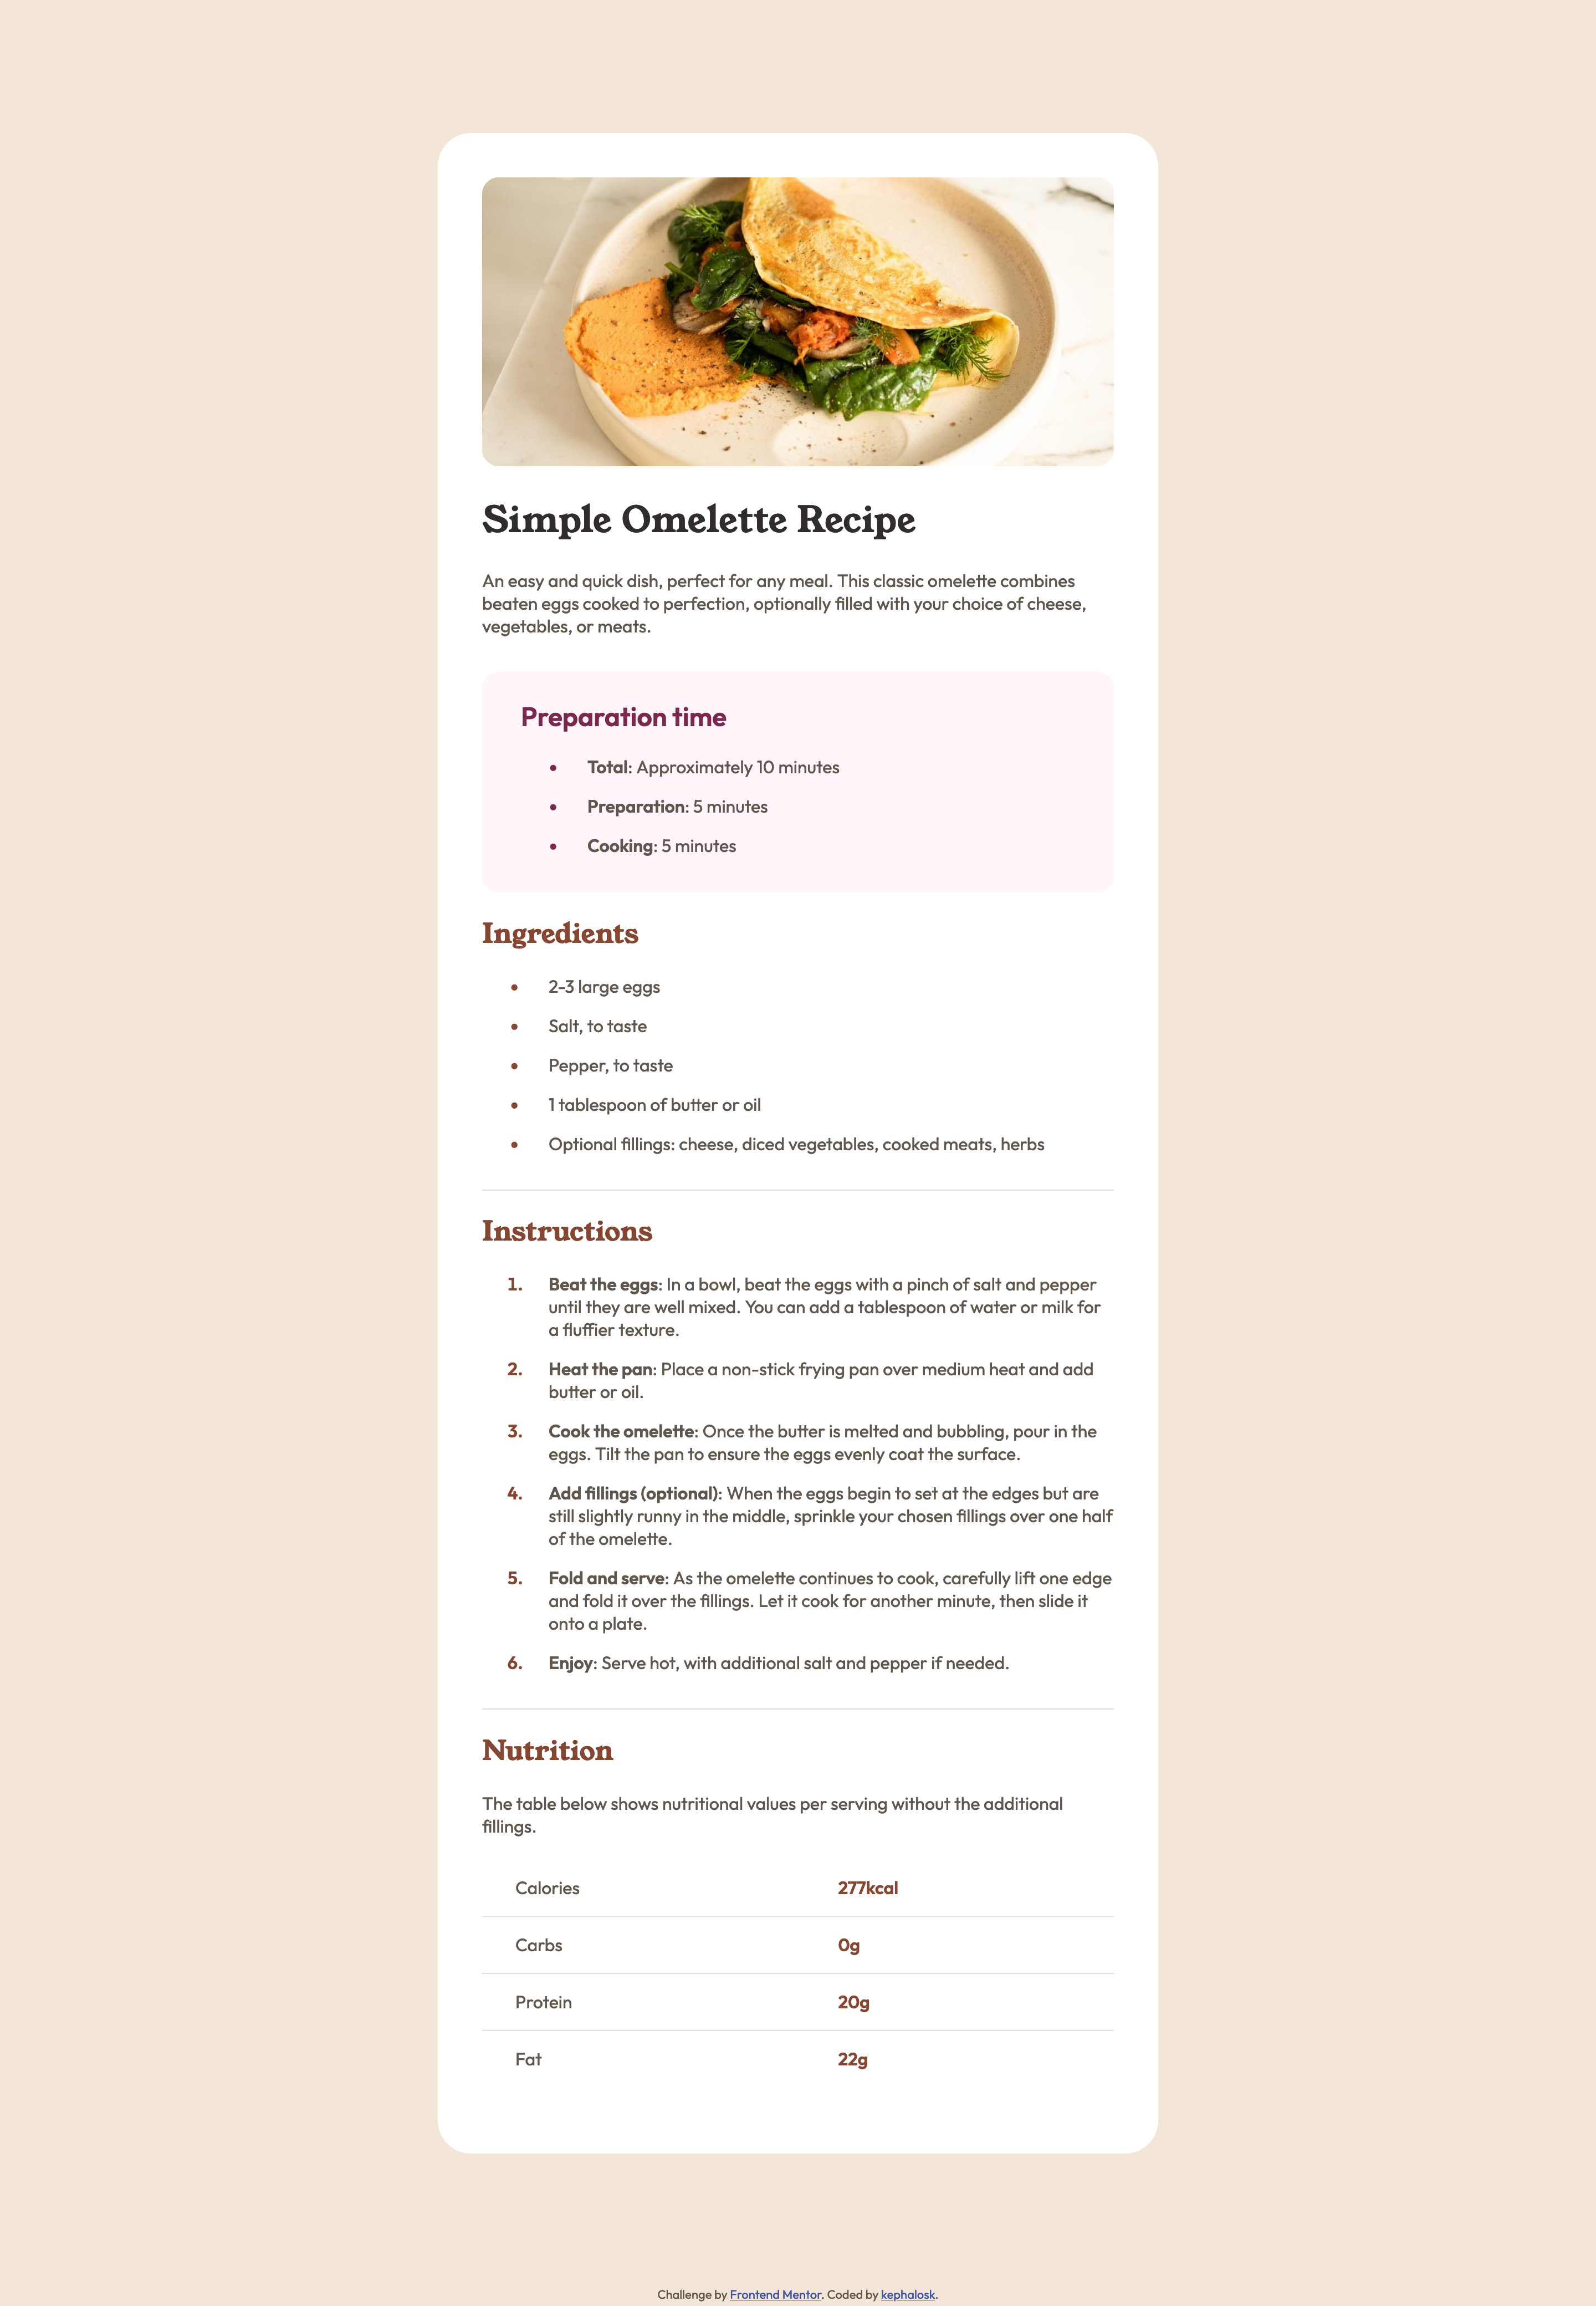 Simple Omelette Recipe
An easy and quick dish, perfect for any meal. This classic omelette combines
beaten eggs cooked to perfection, optionally filled with your choice of cheese,
vegetables, or meats.
Preparation time
• Total: Approximately 10 minutes
• Preparation: 5 minutes
• Cooking: 5 minutes
Ingredients
• 2-3 large eggs
• Salt, to taste
• Pepper, to taste
• 1 tablespoon of butter or oil
• Optional fillings: cheese, diced vegetables, cooked meats, herbs
Instructions
1. Beat the eggs: In a bowl, beat the eggs with a pinch of salt and pepper
until they are well mixed. You can add a tablespoon of water or milk for
a fluffier texture.
2. Heat the pan: Place a non-stick frying pan over medium heat and add
butter or oil.
3. Cook the omelette: Once the butter is melted and bubbling, pour in the
eggs. Tilt the pan to ensure the eggs evenly coat the surface.
4. Add fillings (optional): When the eggs begin to set at the edges but are
still slightly runny in the middle, sprinkle your chosen fillings over one half
of the omelette.
5. Fold and serve: As the omelette continues to cook, carefully lift one edge
and fold it over the fillings. Let it cook for another minute, then slide it
onto a plate.
6. Enjoy: Serve hot, with additional salt and pepper if needed.
Nutrition
The table below shows nutritional values per serving without the additional
fillings.
Calories 277kcal
Carbs 0g
Protein 20g
Fat 22g
Challenge by Frontend Mentor. Coded by kephalosk.